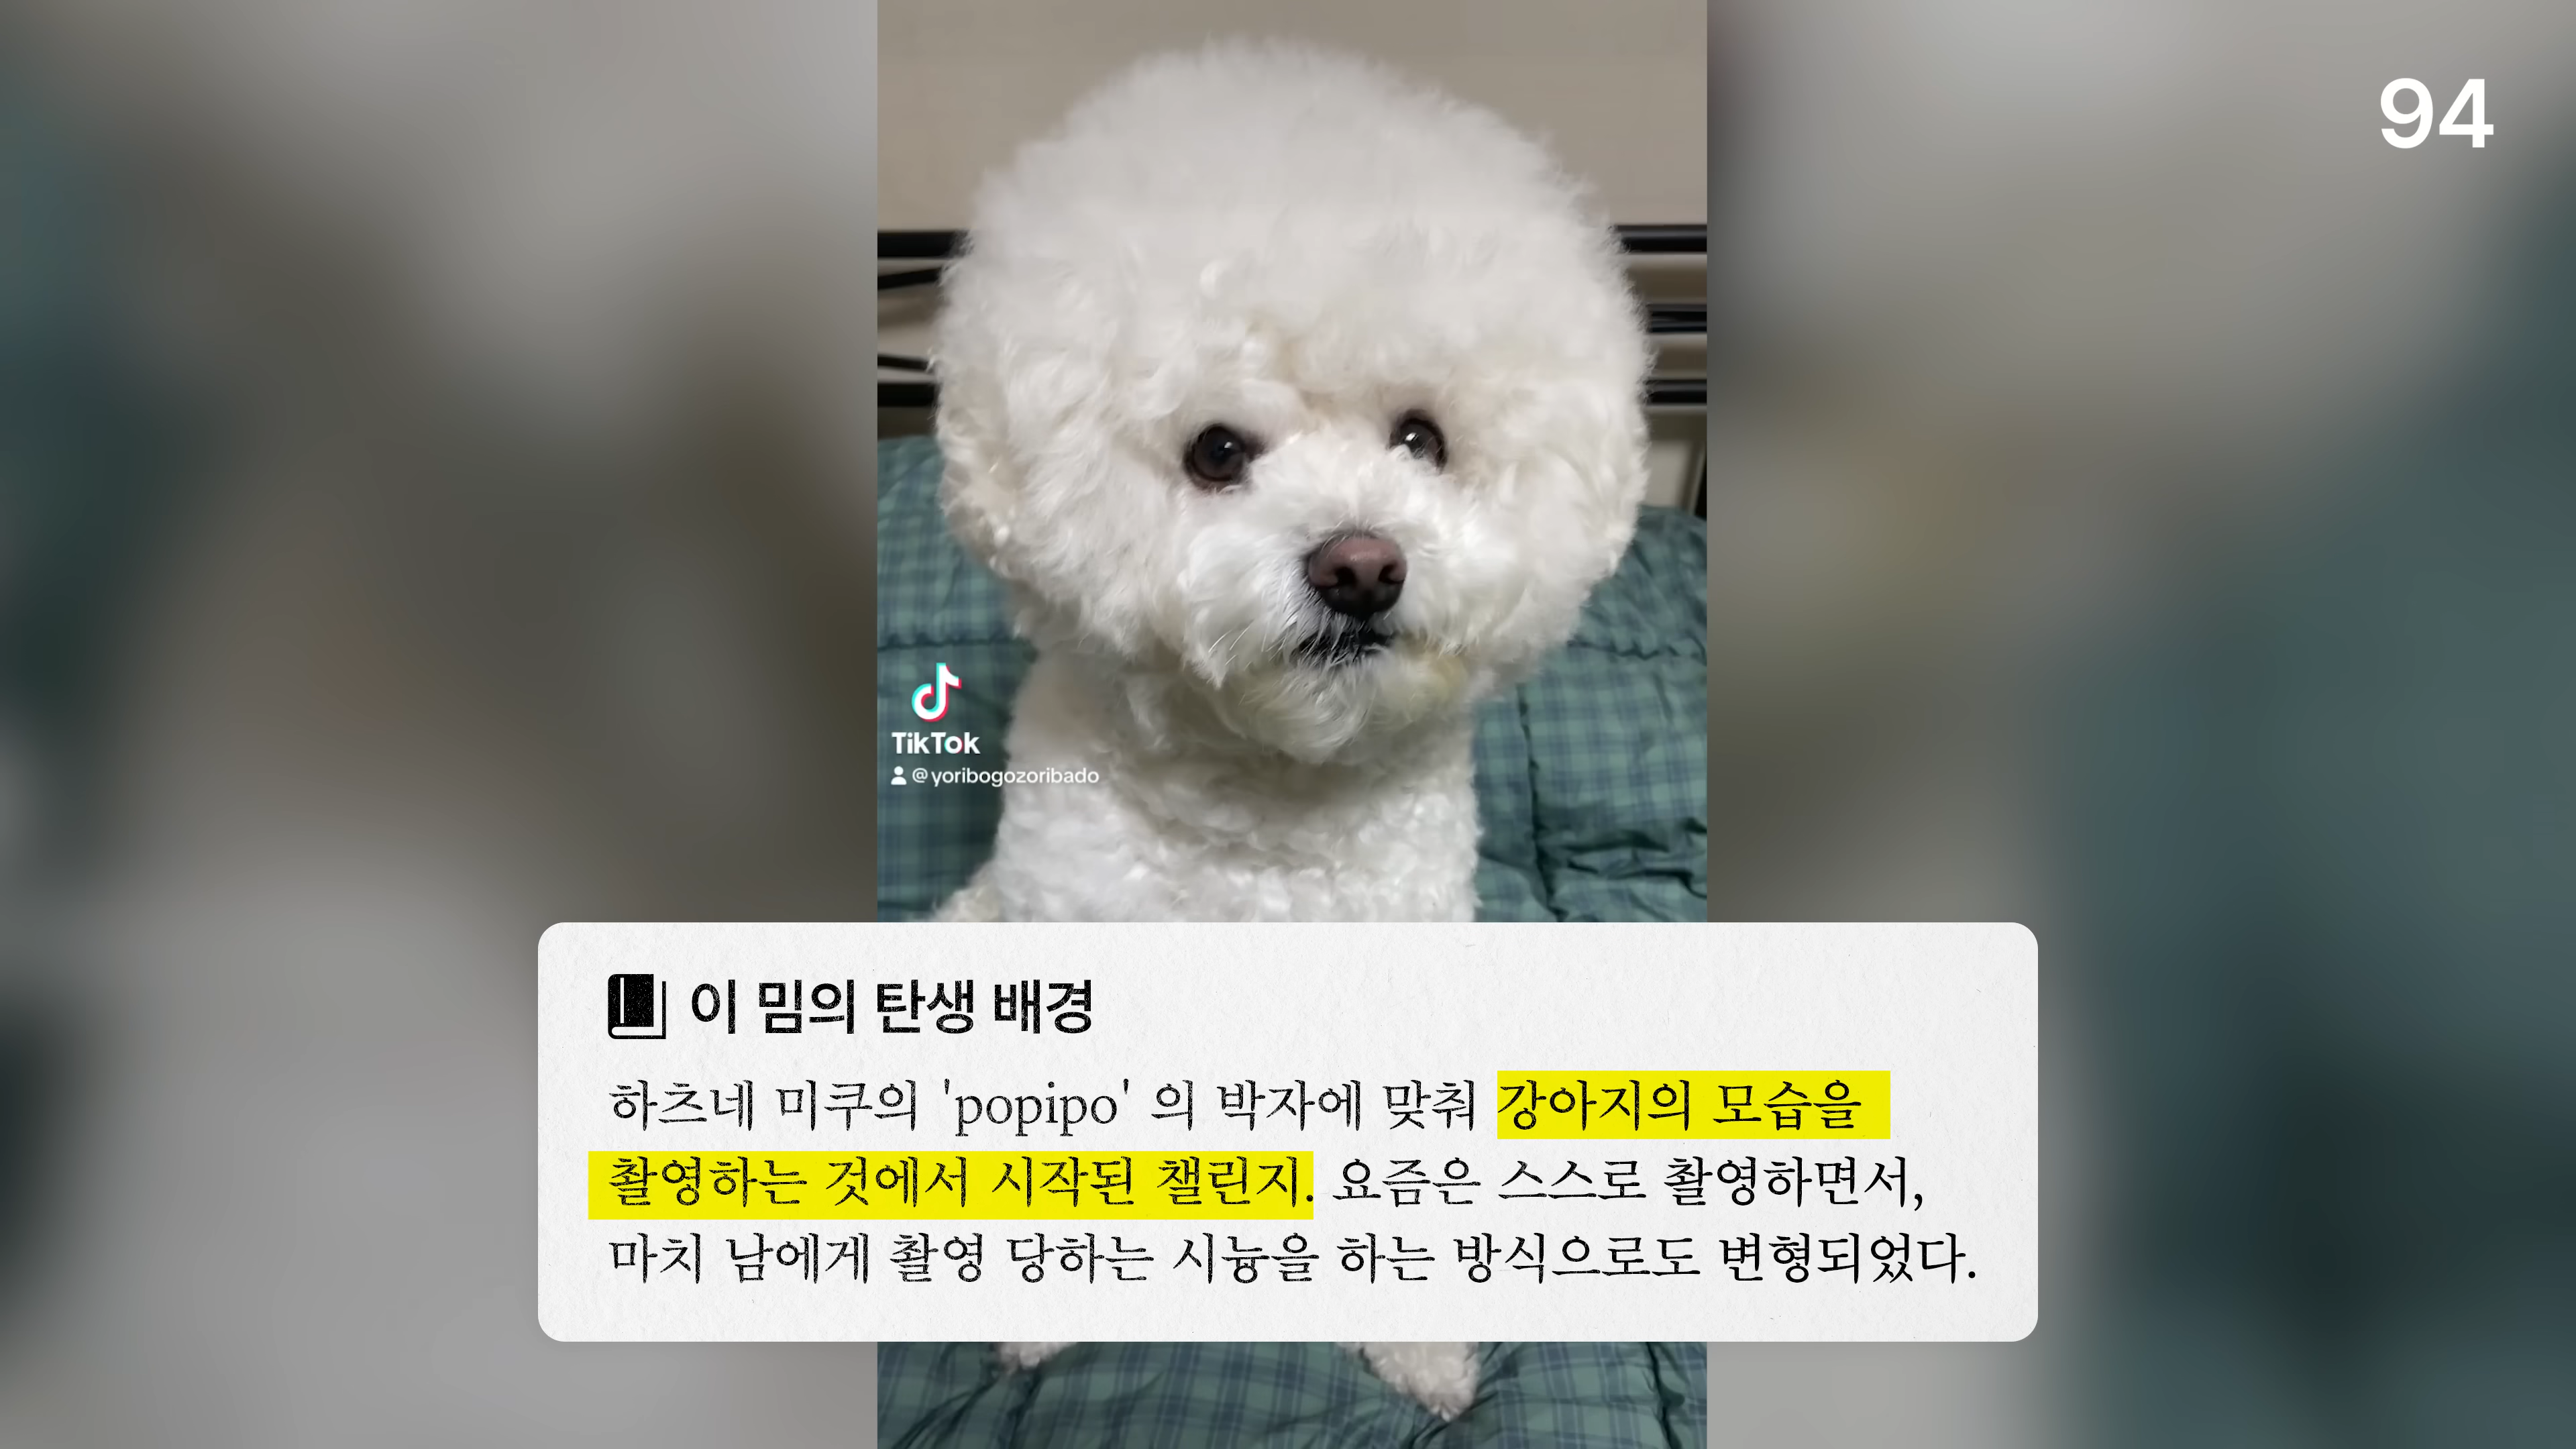 94
TikTok
@yoribogozoribado
이 밈의 탄생 배경
하츠네 미쿠의 'popipo' 의 박자에 맞춰 강아지의 모습을
촬영하는 것에서 시작된 챌린지. 요즘은 스스로 촬영하면서,
마치 남에게 촬영 당하는 시늉을 하는 방식으로도 변형되었다.